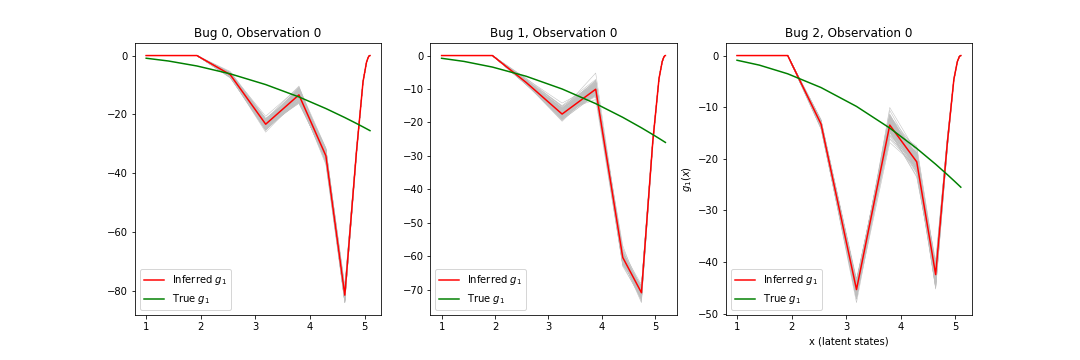 Bug 0, Observation 0
0
−20
−40
−60
−80
1 2 3 4 5
Inferred g₁
True g₁
Bug 1, Observation 0
0
−10
−20
−30
−40
−50
−60
−70
1 2 3 4 5
Inferred g₁
True g₁
Bug 2, Observation 0
g₁(x)
0
−10
−20
−30
−40
−50
1 2 3 4 5
x (latent states)
Inferred g₁
True g₁